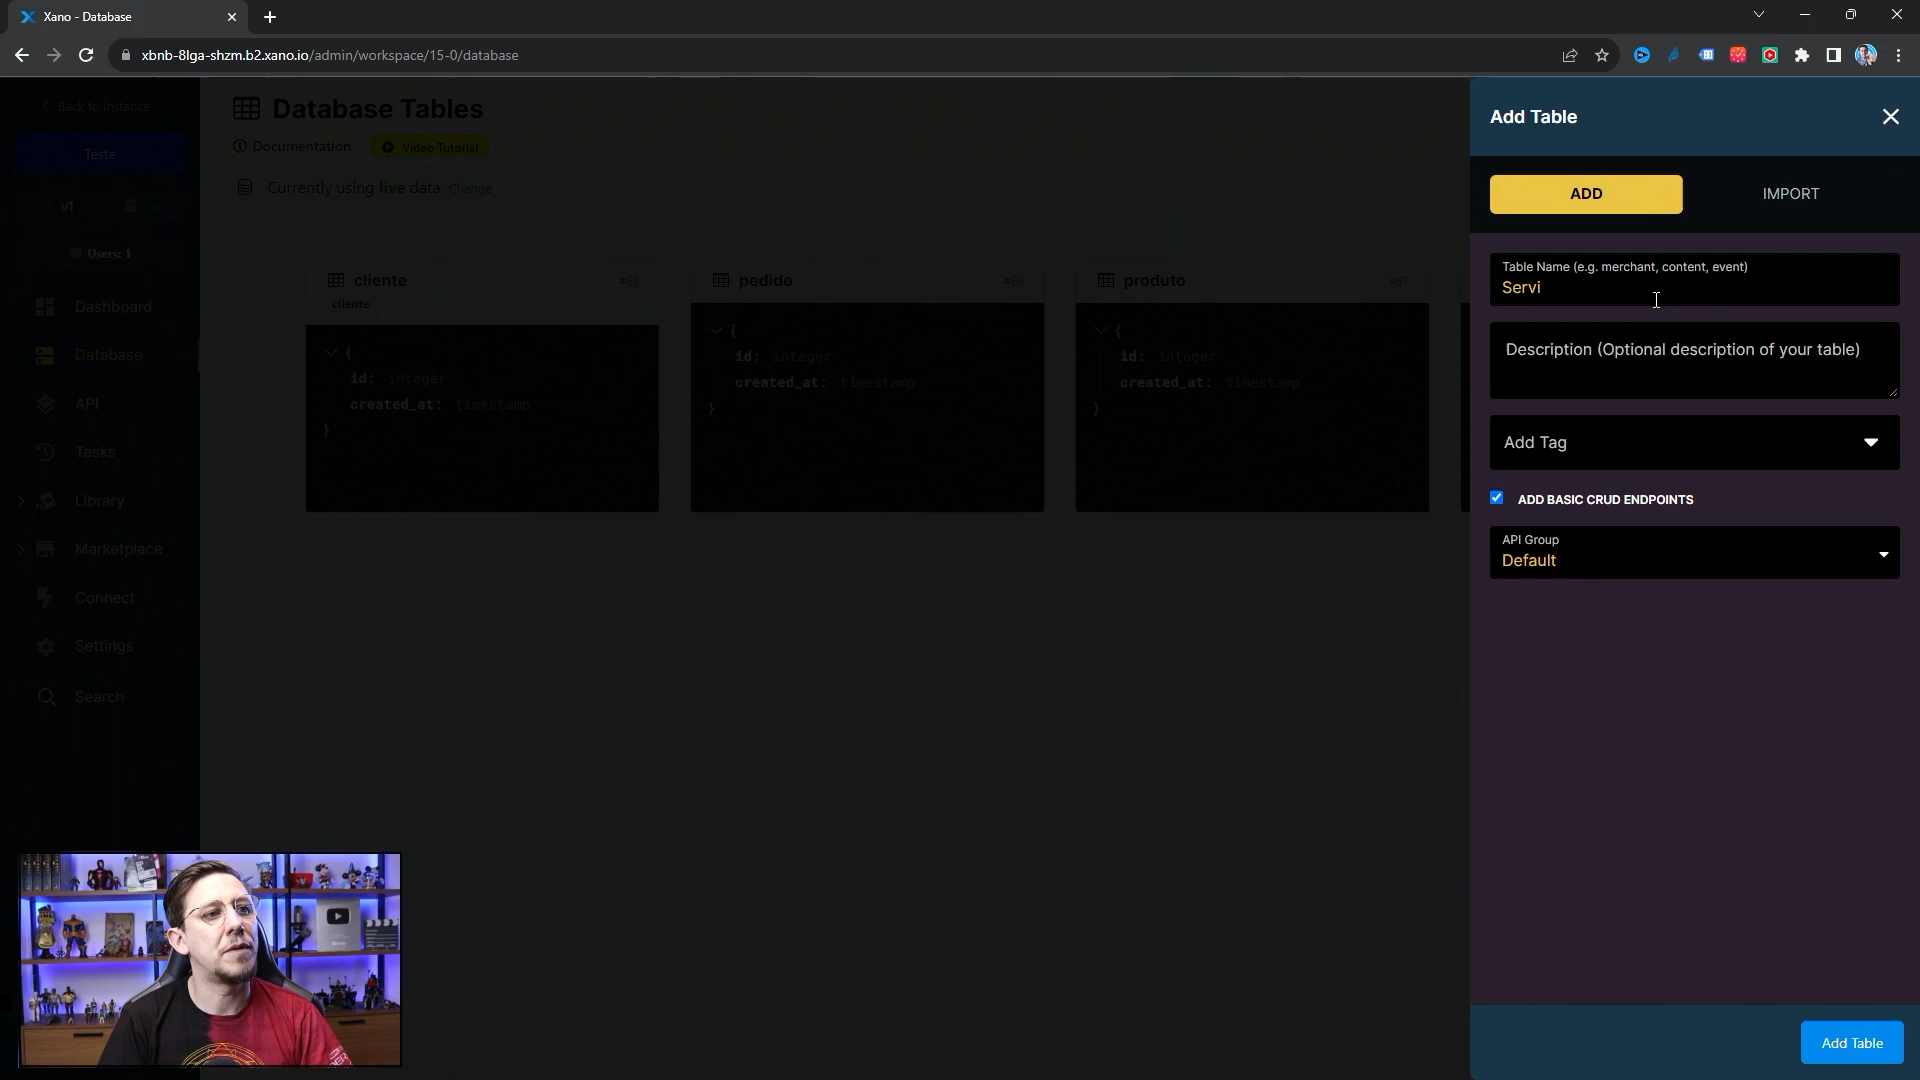 Xano - Database
xbnb-8lga-shzm.b2.xano.io/admin/workspace/15-0/database
Back to Instance
Teste
v1
Users: 1
Dashboard
Database
API
Tasks
Library
Marketplace
Connect
Settings
Search
Database Tables
Documentation
Video Tutorial
Currently using live data. Change
cliente
#68
cliente
{
id: integer
created_at: timestamp
}
pedido
#69
{
id: integer
created_at: timestamp
}
produto
#67
{
id: integer
created_at: timestamp
}
Add Table
ADD
IMPORT
Table Name (e.g. merchant, content, event)
Servi
Description (Optional description of your table)
Add Tag
ADD BASIC CRUD ENDPOINTS
API Group
Default
Add Table